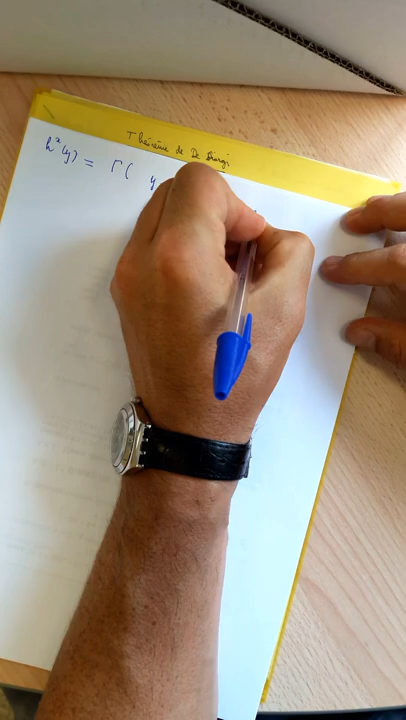 Théorème de De Giorgi
h²(y) = Γ( y